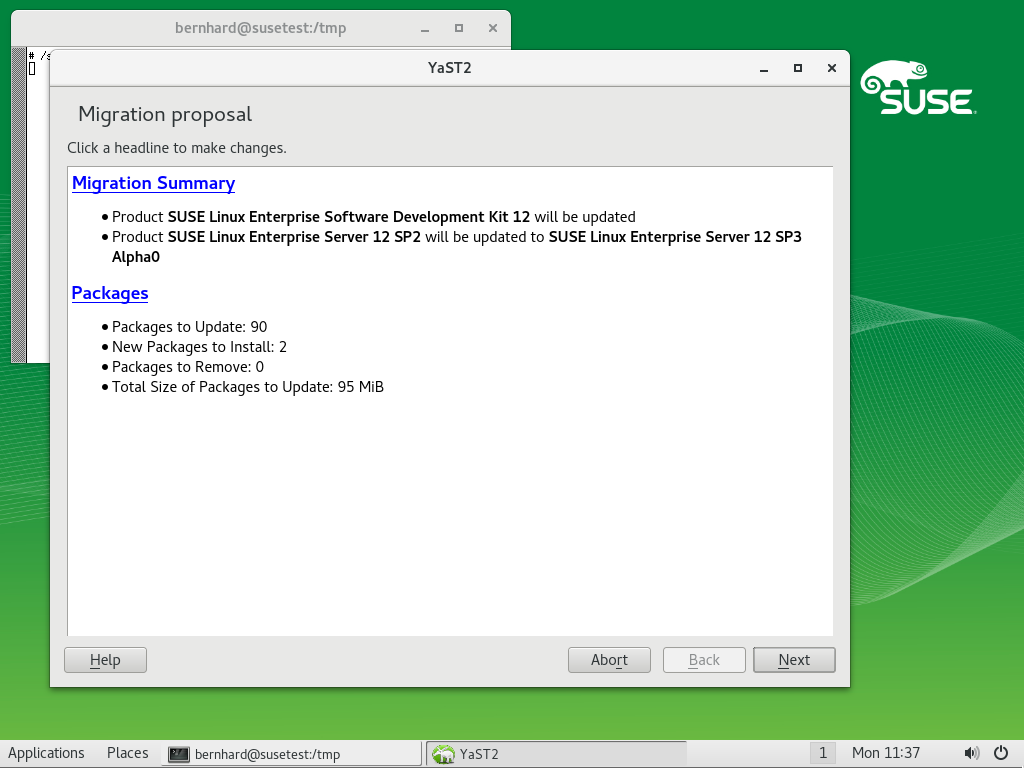 bernhard@susetest:/tmp
# /s
YaST2
SUSE
Migration proposal
Click a headline to make changes.
Migration Summary
• Product SUSE Linux Enterprise Software Development Kit 12 will be updated
• Product SUSE Linux Enterprise Server 12 SP2 will be updated to SUSE Linux Enterprise Server 12 SP3
Alpha0
Packages
• Packages to Update: 90
• New Packages to Install: 2
• Packages to Remove: 0
• Total Size of Packages to Update: 95 MiB
Help Abort Back Next
Applications Places bernhard@susetest:/tmp YaST2 1 Mon 11:37